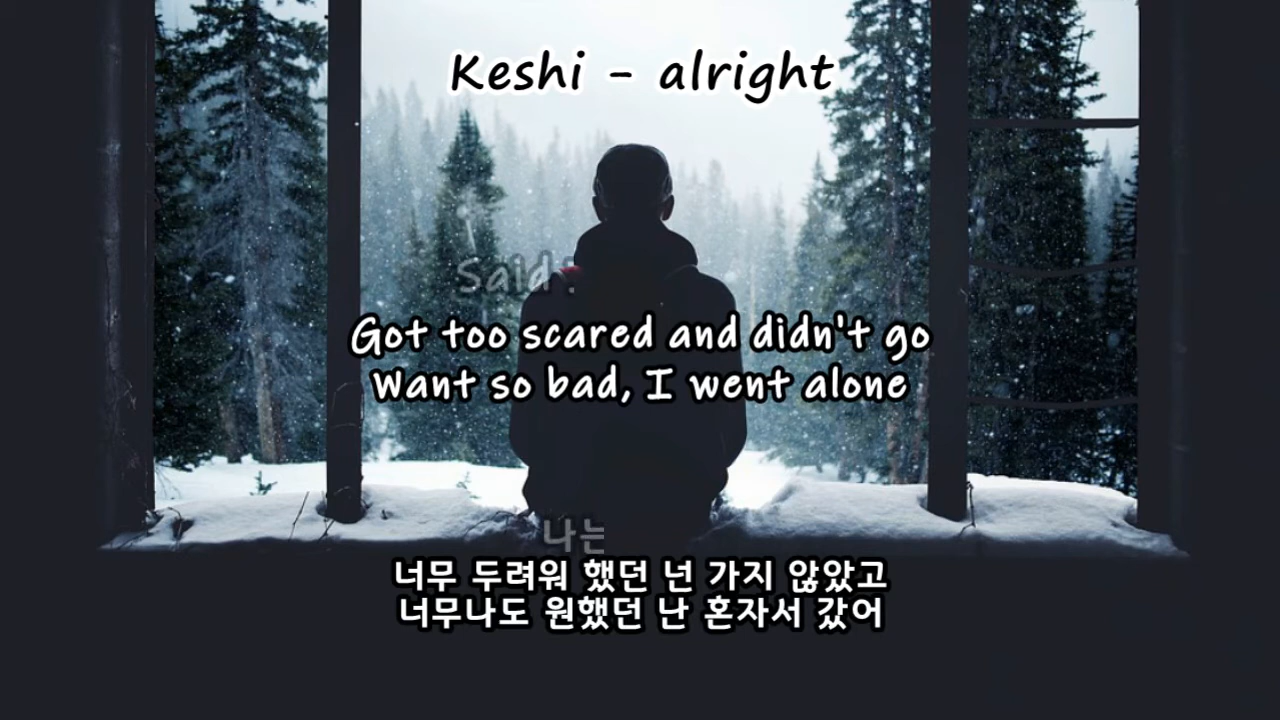 Keshi - alright
Said :
Got too scared and didn't go
Want so bad, I went alone
나는
너무 두려워 했던 넌 가지 않았고
너무나도 원했던 난 혼자서 갔어